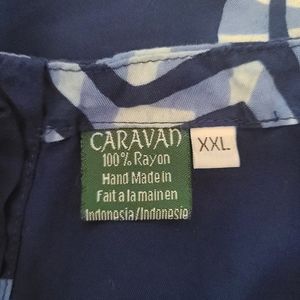 CARAVAN
100% Rayon
Hand Made in
Fait a la main en
Indonesia/Indonesie
XXL